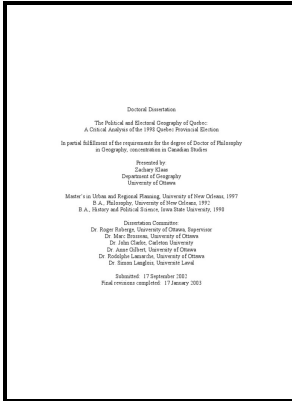 Doctoral Dissertation
The Political and Electoral Geography of Quebec:
A Critical Analysis of the 1998 Quebec Provincial Election
In partial fulfillment of the requirements for the degree of Doctor of Philosophy
in Geography, concentration in Canadian Studies
Presented by:
Zachary Klaas
Department of Geography
University of Ottawa
Master's in Urban and Regional Planning, University of New Orleans, 1997
B.A., Philosophy, University of New Orleans, 1992
B.A., History and Political Science, Iowa State University, 1990
Dissertation Committee:
Dr. Roger Roberge, University of Ottawa, Supervisor
Dr. Marc Brosseau, University of Ottawa
Dr. John Clarke, Carleton University
Dr. Anne Gilbert, University of Ottawa
Dr. Rodolphe Lamarche, University of Ottawa
Dr. Simon Langlois, Universite Laval
Submitted: 17 September 2002
Final revisions completed: 17 January 2003